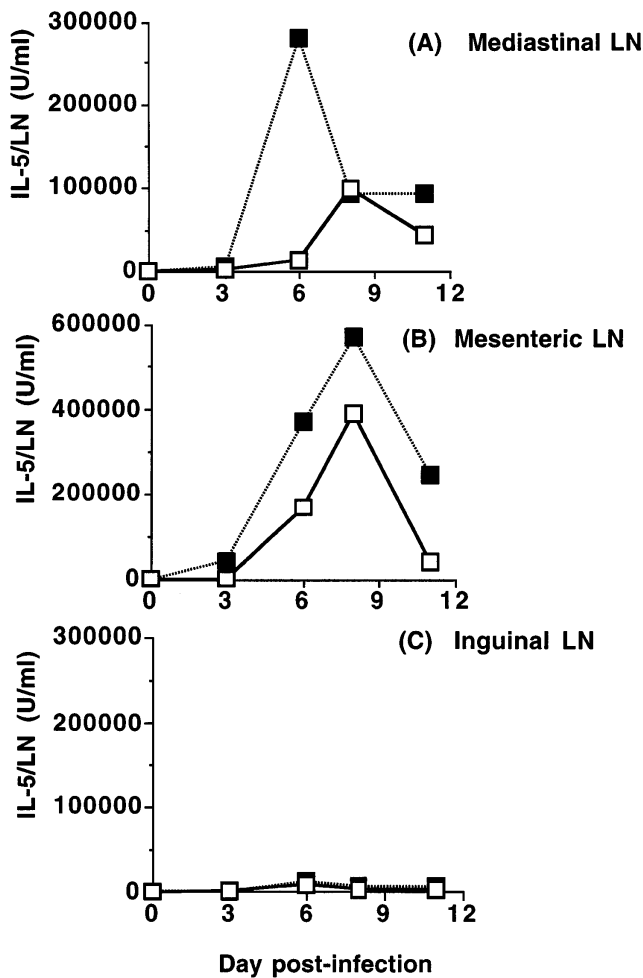 (A) Mediastinal LN
IL-5/LN (U/ml)
300000
200000
100000
0
0 3 6 9 12
(B) Mesenteric LN
IL-5/LN (U/ml)
600000
400000
200000
0
0 3 6 9 12
(C) Inguinal LN
IL-5/LN (U/ml)
300000
200000
100000
0
0 3 6 9 12
Day post-infection